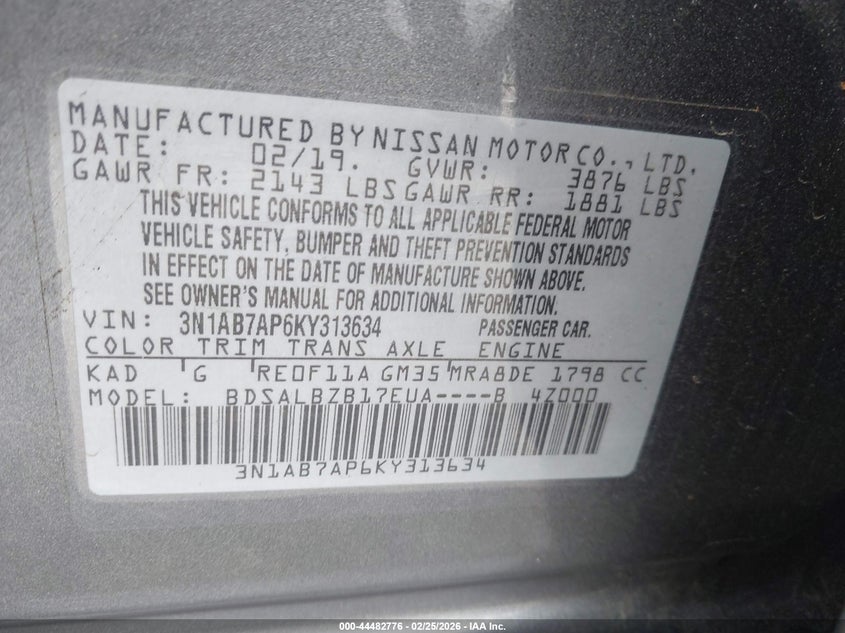 MANUFACTURED BY NISSAN MOTOR CO., LTD.
DATE: 02/19. GVWR: 3876 LBS
GAWR FR: 2143 LBS GAWR RR: 1881 LBS
THIS VEHICLE CONFORMS TO ALL APPLICABLE FEDERAL MOTOR
VEHICLE SAFETY, BUMPER AND THEFT PREVENTION STANDARDS
IN EFFECT ON THE DATE OF MANUFACTURE SHOWN ABOVE.
SEE OWNER'S MANUAL FOR ADDITIONAL INFORMATION.
VIN: 3N1AB7AP6KY313634 PASSENGER CAR.
COLOR TRIM TRANS AXLE ENGINE
KAD G RE0F11A GM35 MRA8DE 1798 CC
MODEL: BDSALBZB17EUA----B 4Z000
3N1AB7AP6KY313634
000-44482776 - 02/25/2026 - IAA Inc.